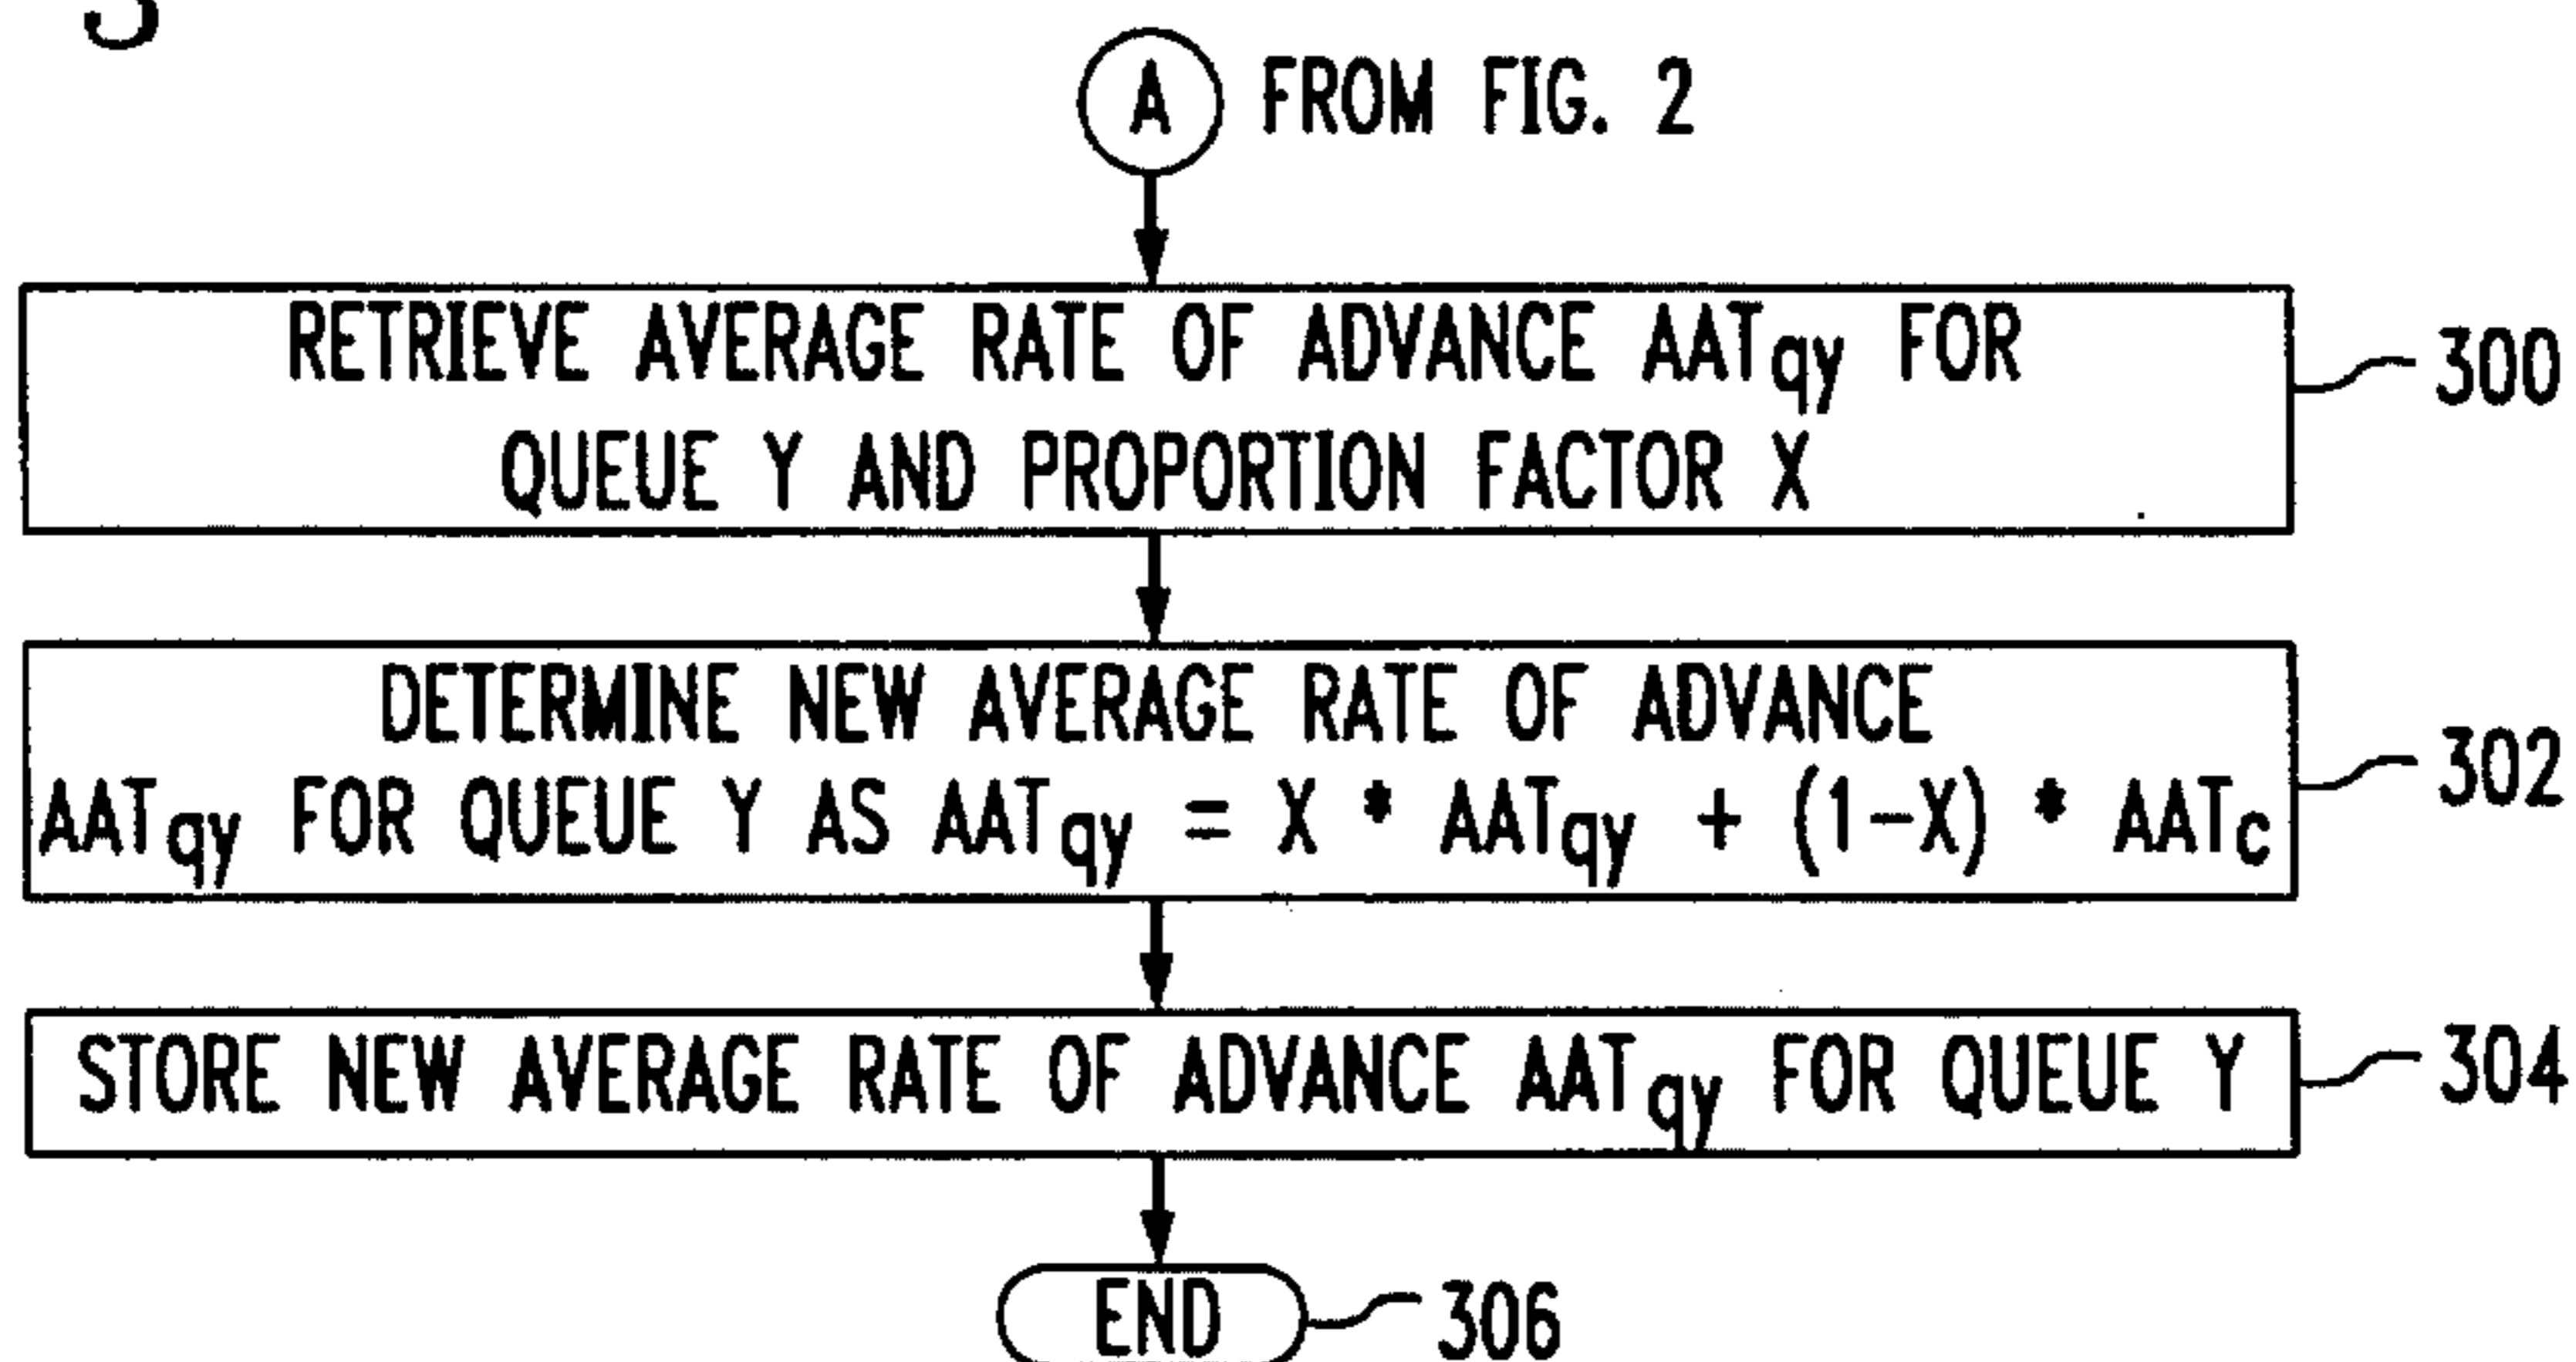 A FROM FIG. 2
RETRIEVE AVERAGE RATE OF ADVANCE AATqy FOR
QUEUE Y AND PROPORTION FACTOR X
300
DETERMINE NEW AVERAGE RATE OF ADVANCE
AATqy FOR QUEUE Y AS AATqy = X * AATqy + (1-X) * AATc
302
STORE NEW AVERAGE RATE OF ADVANCE AATqy FOR QUEUE Y
304
END
306